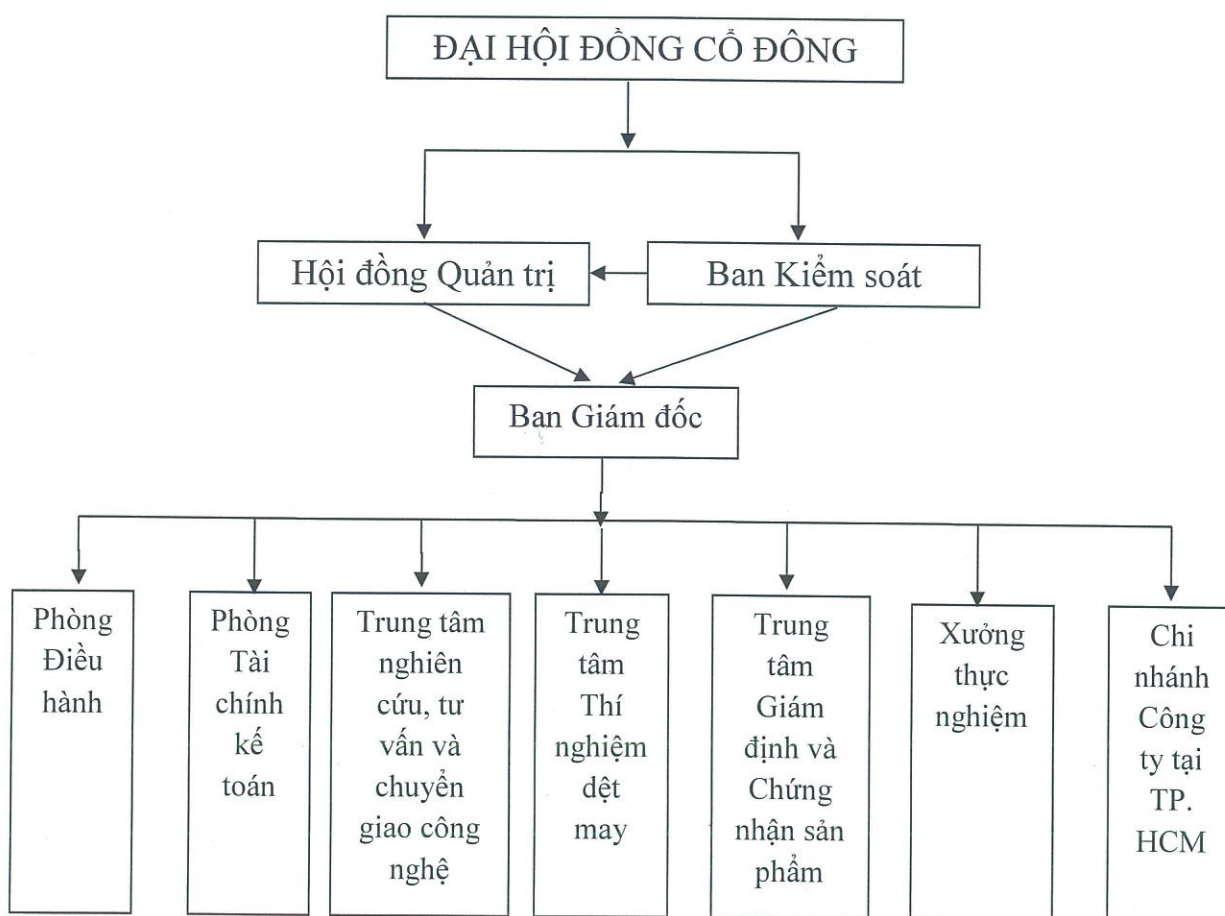 ĐẠI HỘI ĐỒNG CỔ ĐÔNG
Hội đồng Quản trị
Ban Kiểm soát
Ban Giám đốc
Phòng
Điều
hành
Phòng
Tài
chính
kế
toán
Trung tâm
nghiên
cứu, tư
vấn và
chuyển
giao công
nghệ
Trung
tâm
Thí
nghiệm
dệt
may
Trung
tâm
Giám
định và
Chứng
nhận sản
phẩm
Xưởng
thực
nghiệm
Chi
nhánh
Công
ty tại
TP.
HCM